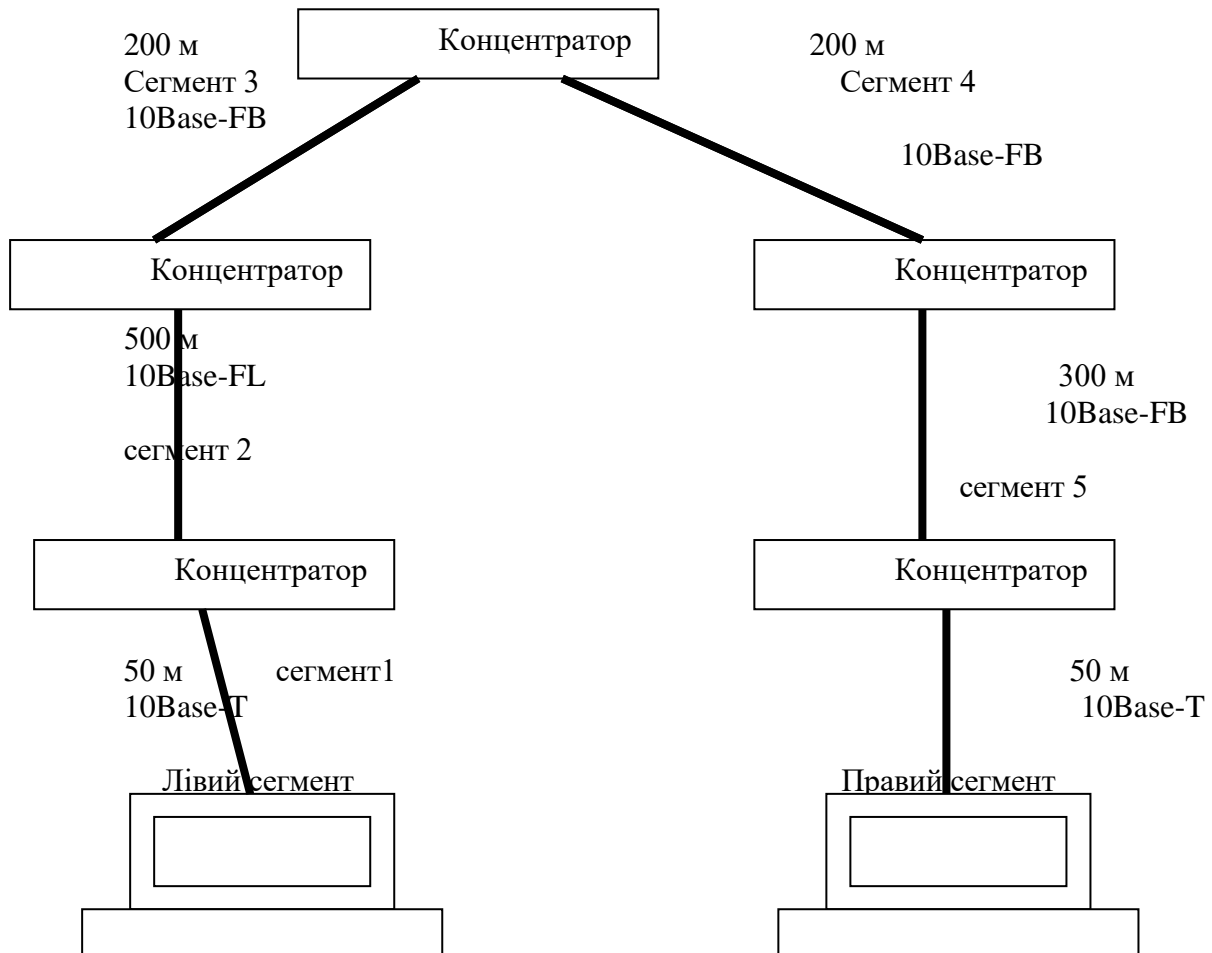 200 м
Сегмент 3
10Base-FB
Концентратор
200 м
Сегмент 4
10Base-FB
Концентратор
Концентратор
500 м
10Base-FL
сегмент 2
300 м
10Base-FB
сегмент 5
Концентратор
Концентратор
50 м сегмент1
10Base-T
50 м
10Base-T
Лівий сегмент
Правий сегмент